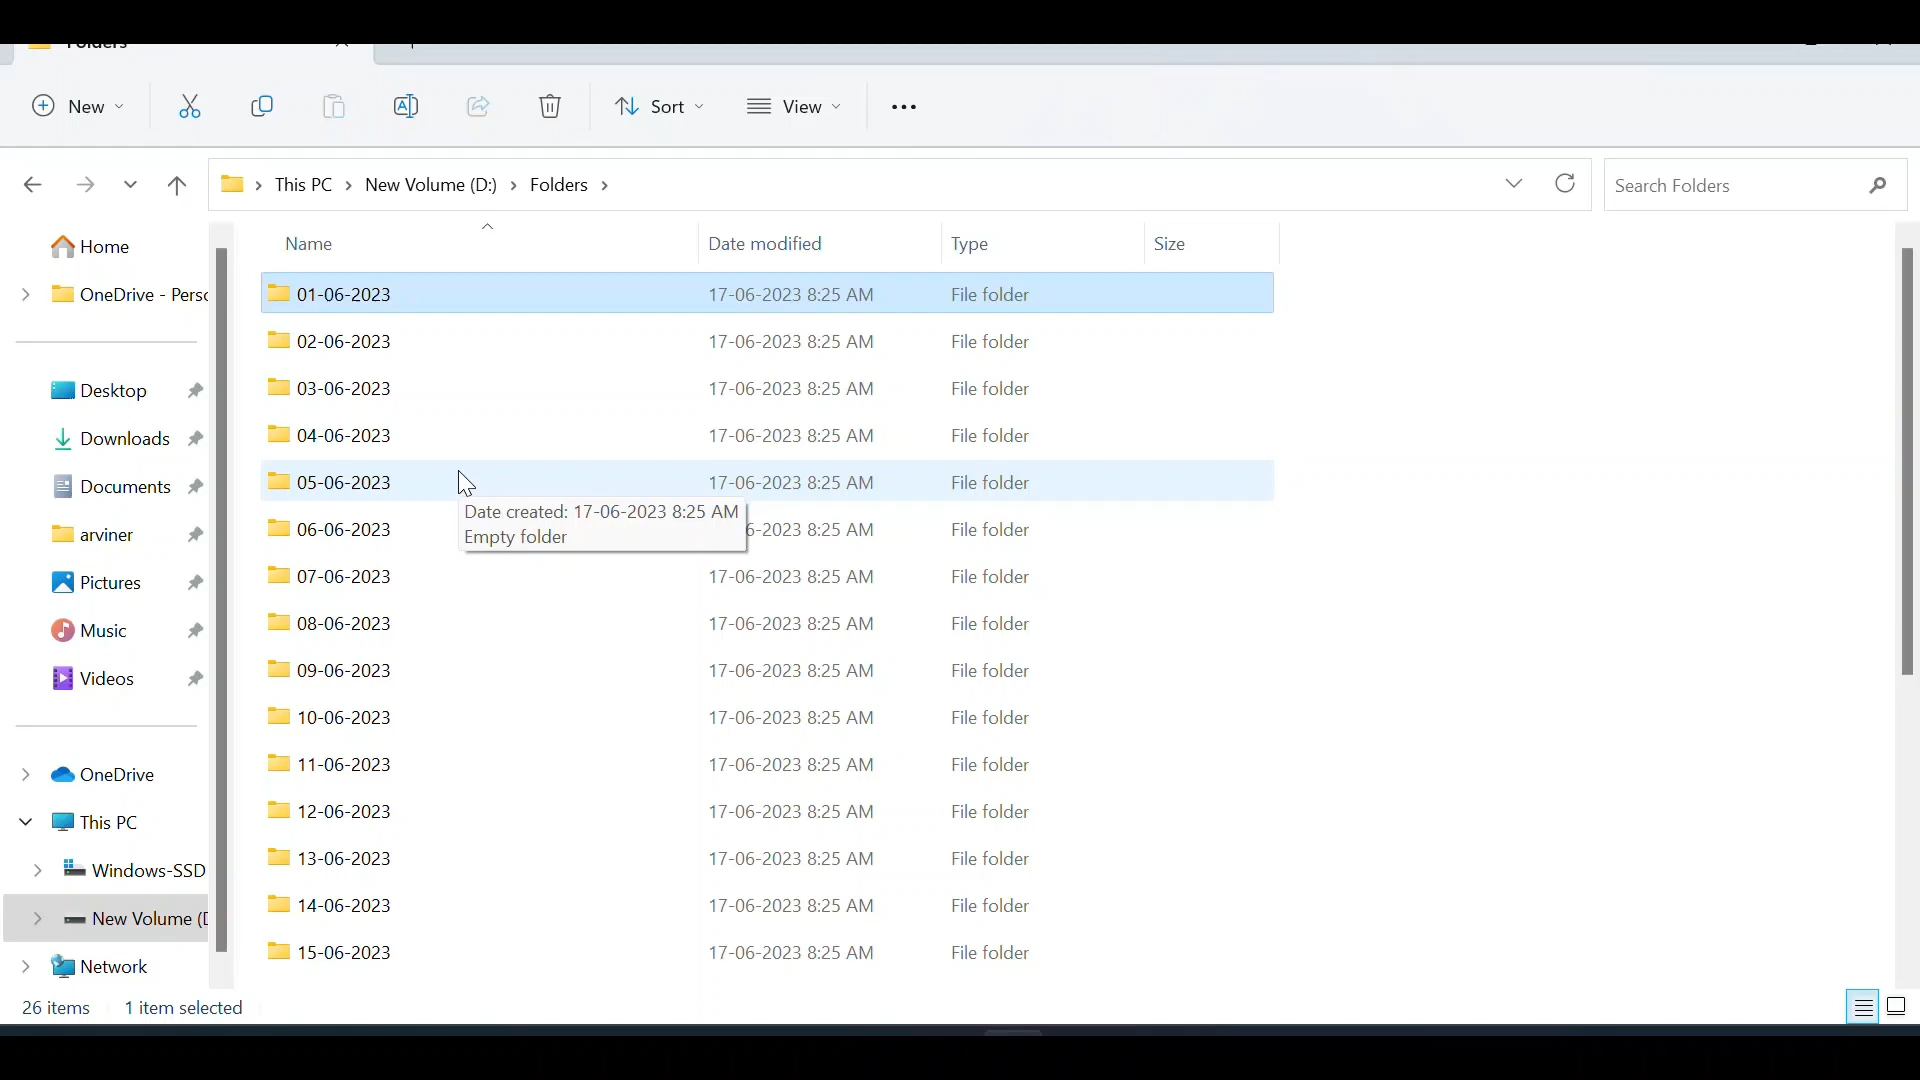 Folders
New Sort View
This PC New Volume (D:) Folders Search Folders
Home
OneDrive - Perso
Desktop
Downloads
Documents
arviner
Pictures
Music
Videos
OneDrive
This PC
Windows-SSD
New Volume (D
Network
Name Date modified Type Size
01-06-2023 17-06-2023 8:25 AM File folder
02-06-2023 17-06-2023 8:25 AM File folder
03-06-2023 17-06-2023 8:25 AM File folder
04-06-2023 17-06-2023 8:25 AM File folder
05-06-2023 17-06-2023 8:25 AM File folder
Date created: 17-06-2023 8:25 AM
Empty folder
06-06-2023 6-2023 8:25 AM File folder
07-06-2023 17-06-2023 8:25 AM File folder
08-06-2023 17-06-2023 8:25 AM File folder
09-06-2023 17-06-2023 8:25 AM File folder
10-06-2023 17-06-2023 8:25 AM File folder
11-06-2023 17-06-2023 8:25 AM File folder
12-06-2023 17-06-2023 8:25 AM File folder
13-06-2023 17-06-2023 8:25 AM File folder
14-06-2023 17-06-2023 8:25 AM File folder
15-06-2023 17-06-2023 8:25 AM File folder
26 items 1 item selected